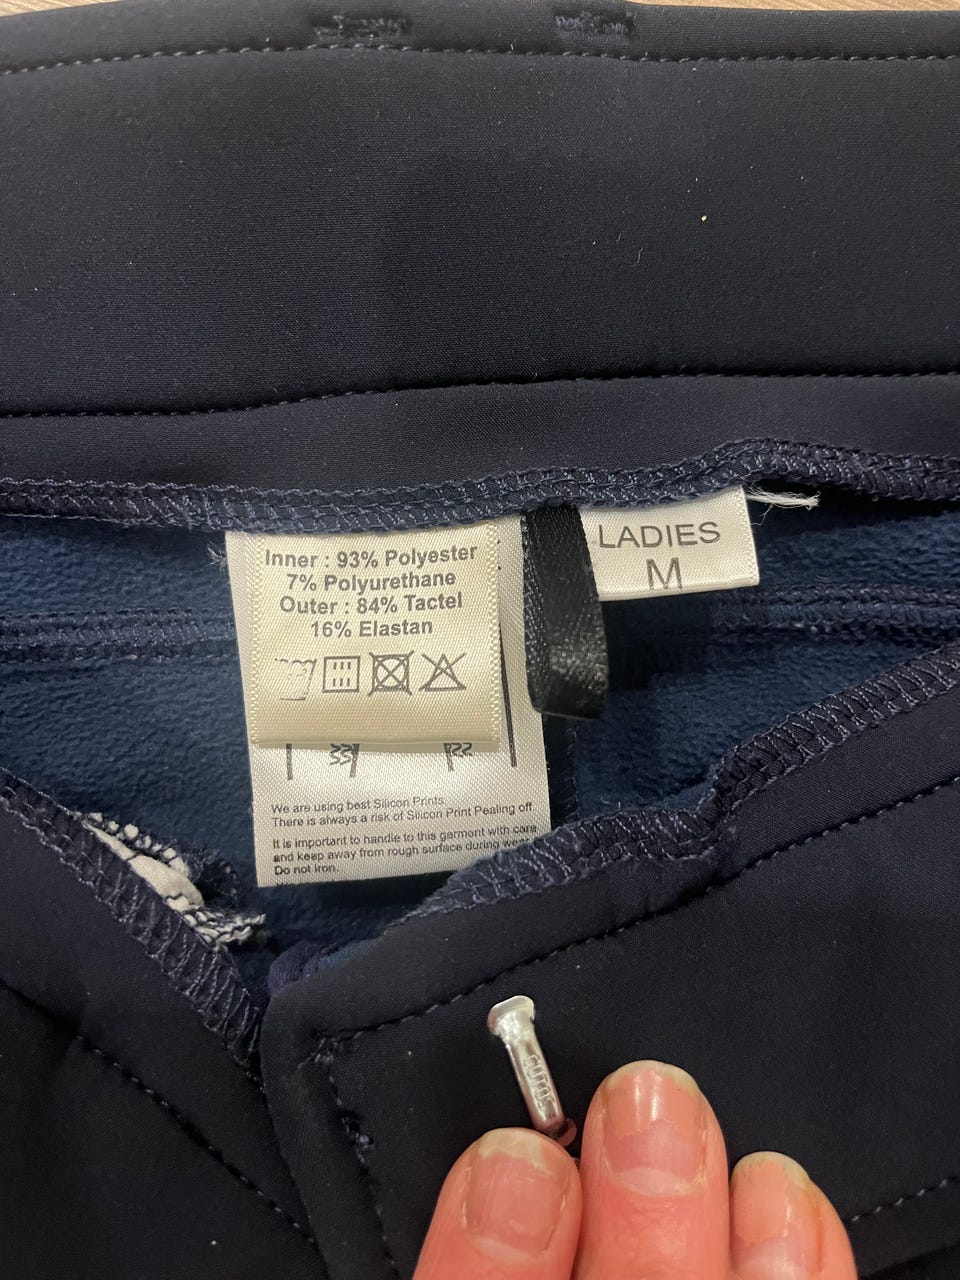 Inner : 93% Polyester
7% Polyurethane
Outer : 84% Tactel
16% Elastan
LADIES
M
We are using best Silicon Prints.
There is always a risk of Silicon Print Pealing off.
It is important to handle to this garment with care
and keep away from rough surface during wear
Do not iron.